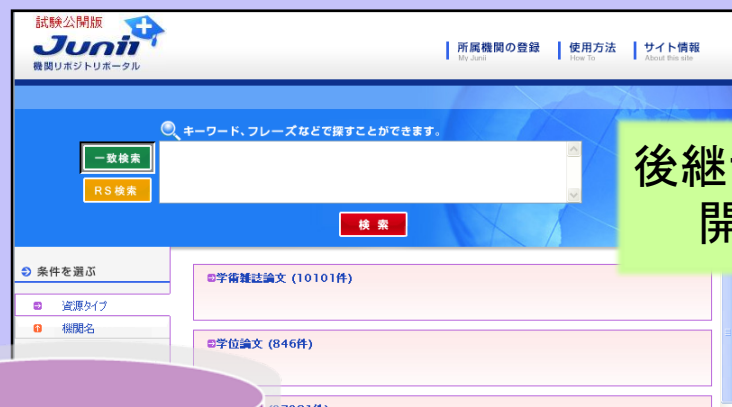 試験公開版
Junii
機関リポジトリポータル
所属機関の登録
My Junii
使用方法
How To
サイト情報
About this site
キーワード、フレーズなどで探すことができます。
一致検索
RS検索
検索
後継
開
条件を選ぶ
資源タイプ
機関名
学術雑誌論文 (10101件)
学位論文 (846件)